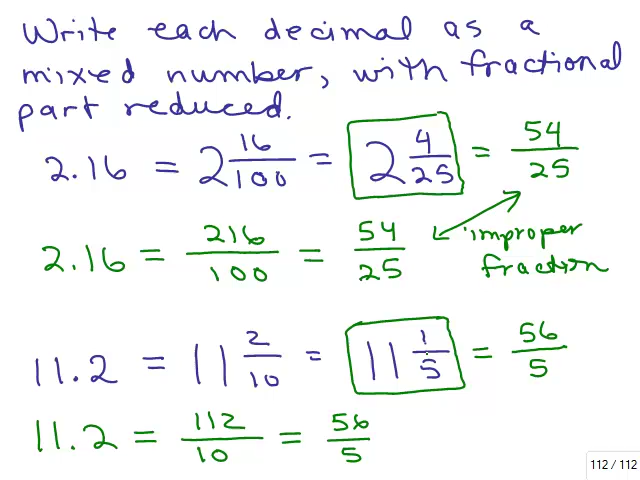 Write each decimal as a
mixed number, with fractional
part reduced.
2.16 = 2 16/100 = 2 4/25 = 54/25
2.16 = 216/100 = 54/25 improper
fraction
11.2 = 11 2/10 = 11 1/5 = 56/5
11.2 = 112/10 = 56/5
112 / 112